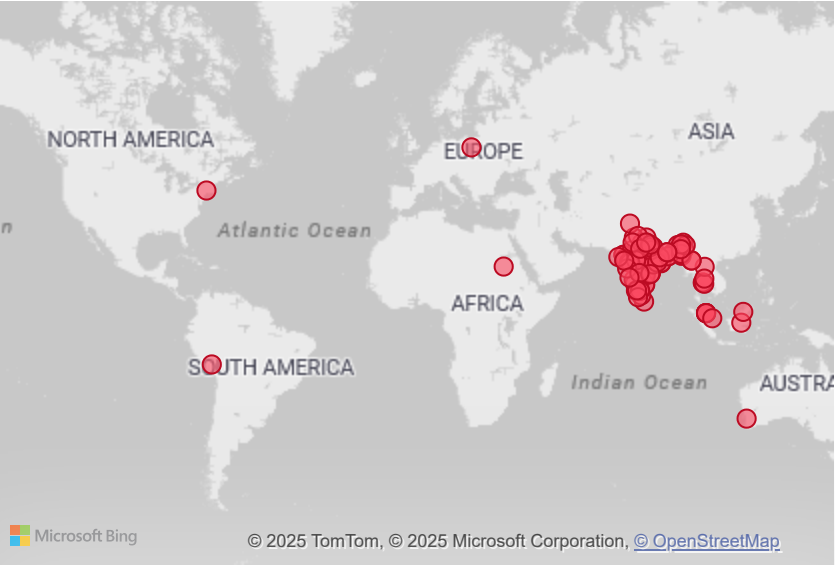 NORTH AMERICA
EUROPE
ASIA
n
Atlantic Ocean
AFRICA
SOUTH AMERICA
Indian Ocean
AUSTRA
Microsoft Bing
© 2025 TomTom, © 2025 Microsoft Corporation, © OpenStreetMap